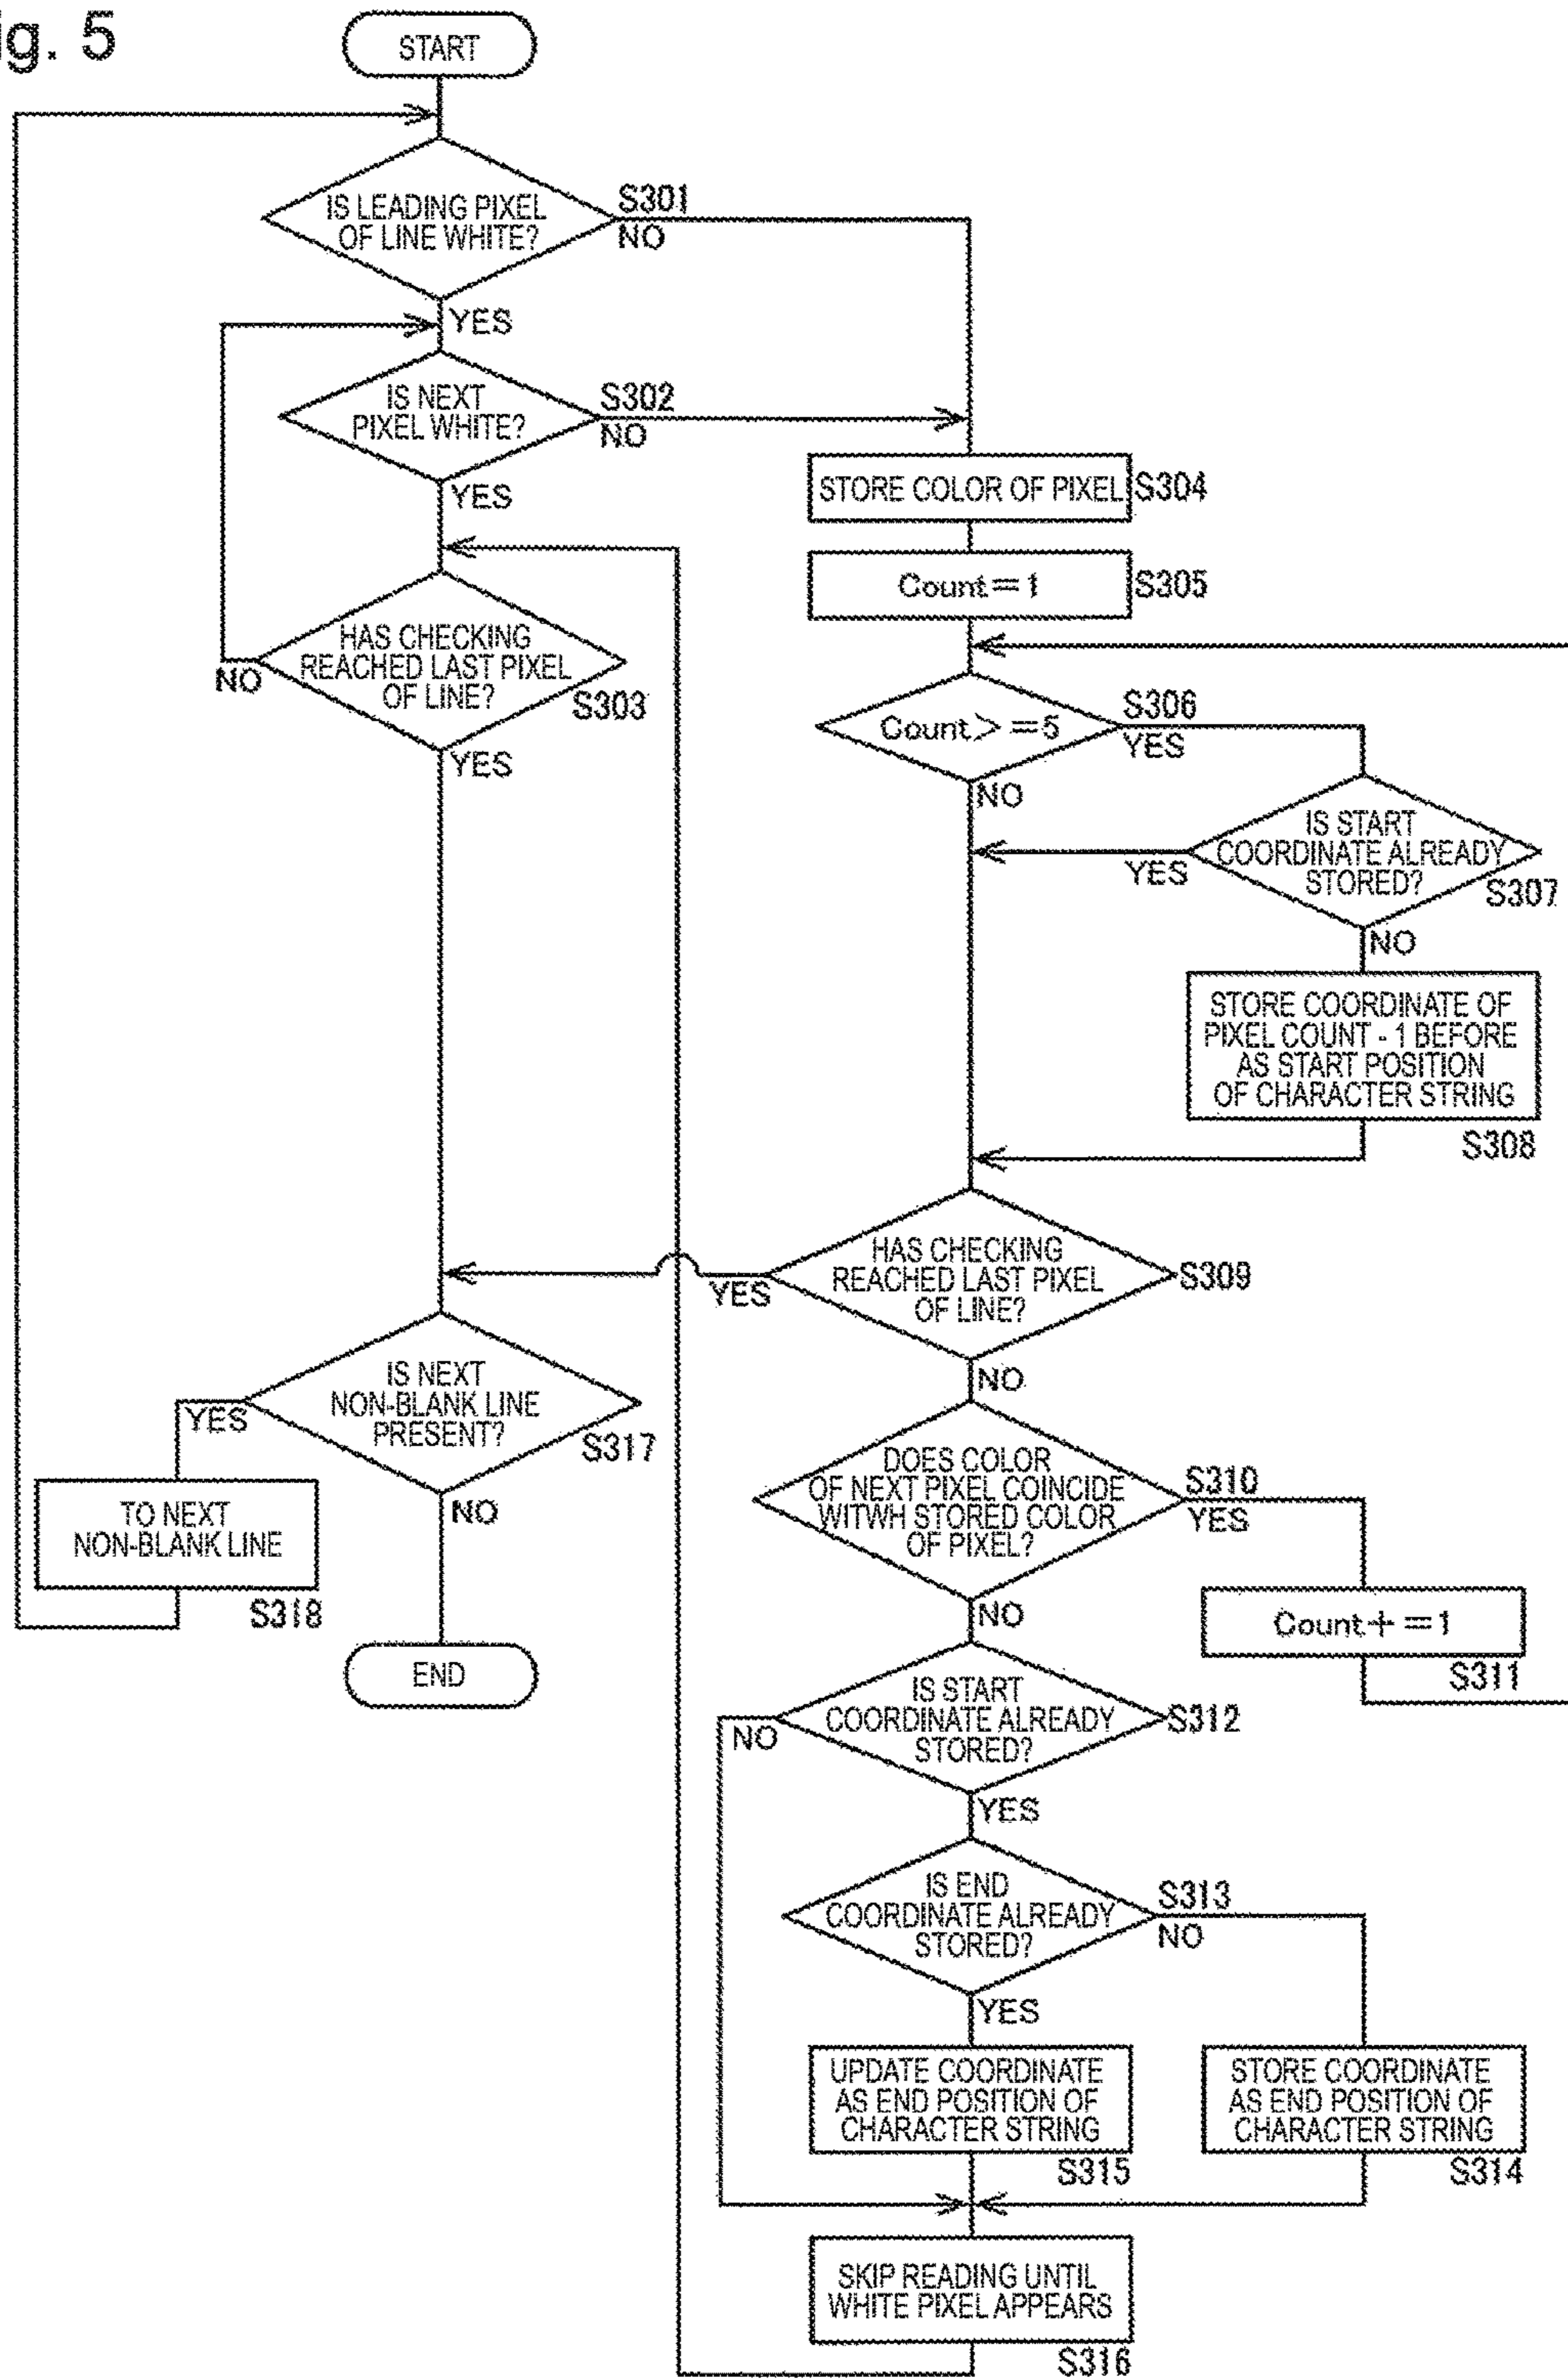 ig. 5
START
IS LEADING PIXEL
OF LINE WHITE?
S301
NO
YES
IS NEXT
PIXEL WHITE?
S302
NO
YES
STORE COLOR OF PIXEL
S304
Count=1
S305
HAS CHECKING
REACHED LAST PIXEL
OF LINE?
NO
S303
YES
Count>=5
S306
YES
NO
IS START
COORDINATE ALREADY
STORED?
YES
S307
NO
STORE COORDINATE OF
PIXEL COUNT - 1 BEFORE
AS START POSITION
OF CHARACTER STRING
S308
HAS CHECKING
REACHED LAST PIXEL
OF LINE?
S309
YES
NO
IS NEXT
NON-BLANK LINE
PRESENT?
YES
S317
NO
TO NEXT
NON-BLANK LINE
S318
END
DOES COLOR
OF NEXT PIXEL COINCIDE
WITWH STORED COLOR
OF PIXEL?
S310
YES
NO
Count+=1
S311
IS START
COORDINATE ALREADY
STORED?
S312
NO
YES
IS END
COORDINATE ALREADY
STORED?
S313
NO
YES
UPDATE COORDINATE
AS END POSITION OF
CHARACTER STRING
S315
STORE COORDINATE
AS END POSITION OF
CHARACTER STRING
S314
SKIP READING UNTIL
WHITE PIXEL APPEARS
S316